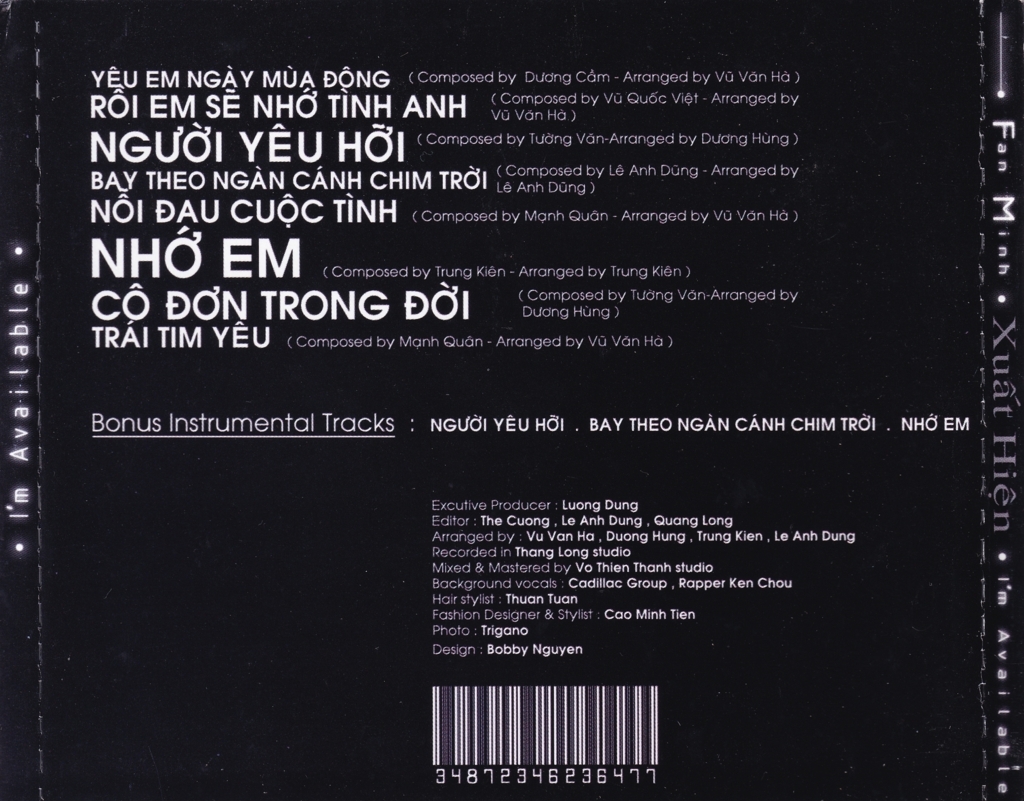 YÊU EM NGÀY MÙA ĐÔNG ( Composed by Dương Cầm - Arranged by Vũ Văn Hà )
RỒI EM SẼ NHỚ TÌNH ANH ( Composed by Vũ Quốc Việt - Arranged by
Vũ Văn Hà )
NGƯỜI YÊU HỠI ( Composed by Tường Văn-Arranged by Dương Hùng )
BAY THEO NGÀN CÁNH CHIM TRỜI ( Composed by Lê Anh Dũng - Arranged by
Lê Anh Dũng )
NỖI ĐAU CUỘC TÌNH ( Composed by Mạnh Quân - Arranged by Vũ Văn Hà )
NHỚ EM ( Composed by Trung Kiên - Arranged by Trung Kiên )
CÔ ĐƠN TRONG ĐỜI ( Composed by Tường Văn-Arranged by
Dương Hùng )
TRÁI TIM YÊU ( Composed by Mạnh Quân - Arranged by Vũ Văn Hà )
Bonus Instrumental Tracks : NGƯỜI YÊU HỠI . BAY THEO NGÀN CÁNH CHIM TRỜI . NHỚ EM
Excutive Producer : Luong Dung
Editor : The Cuong , Le Anh Dung , Quang Long
Arranged by : Vu Van Ha , Duong Hung , Trung Kien , Le Anh Dung
Recorded in Thang Long studio
Mixed & Mastered by Vo Thien Thanh studio
Background vocals : Cadillac Group , Rapper Ken Chou
Hair stylist : Thuan Tuan
Fashion Designer & Stylist : Cao Minh Tien
Photo : Trigano
Design : Bobby Nguyen
34872346236477
• I'm Available •
• Fan Minh • Xuất Hiện • I'm Available